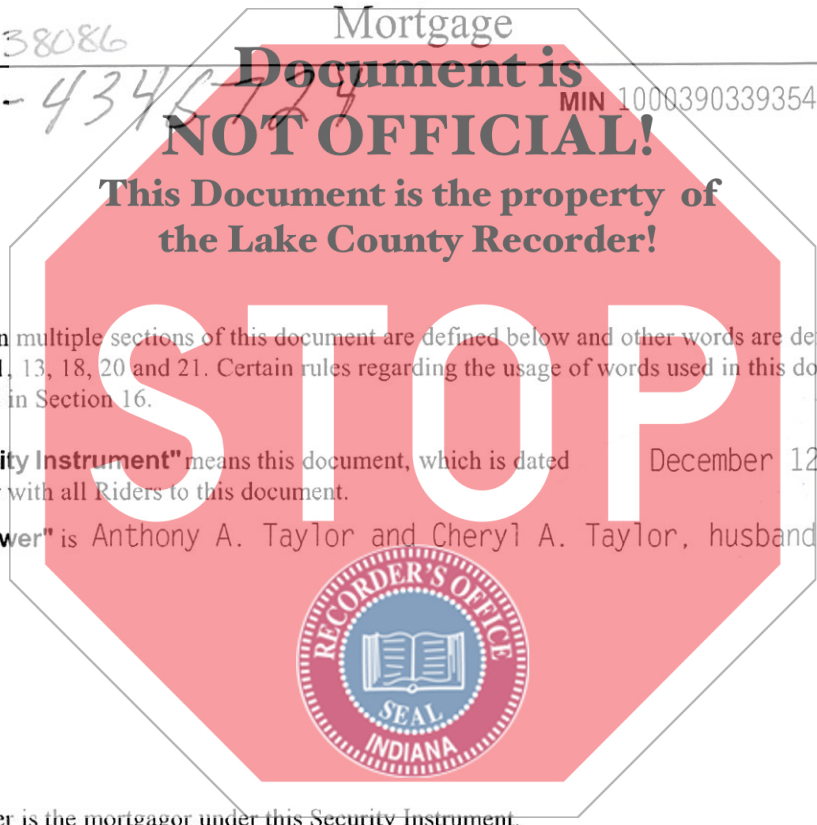 Mortgage
38086
Document is
-4346724
MIN 1000390339354
NOT OFFICIAL!
This Document is the property of
the Lake County Recorder!
STOP
n multiple sections of this document are defined below and other words are de
1, 13, 18, 20 and 21. Certain rules regarding the usage of words used in this do
in Section 16.
ity Instrument" means this document, which is dated December 12
with all Riders to this document.
wer" is Anthony A. Taylor and Cheryl A. Taylor, husband
RECORDER'S OFFICE
SEAL
INDIANA
er is the mortgagor under this Security Instrument.